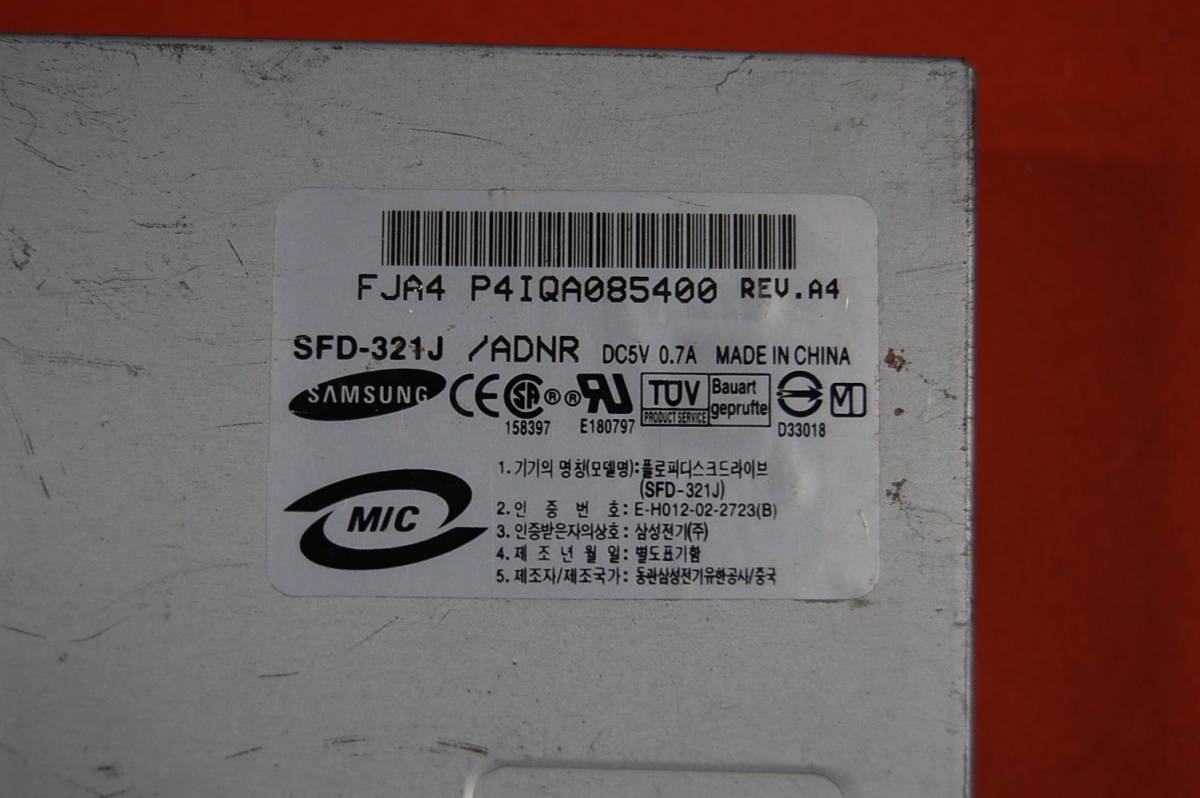 FJA4 P4IQA085400 REV.A4
SFD-321J /ADNR DC5V 0.7A MADE IN CHINA
SAMSUNG CE SA ® ® RU TÜV PRODUCT SERVICE Bauart geprufte
158397 E180797 D33018
MIC
1. 기기의 명칭(모델명): 플로피디스크드라이브
(SFD-321J)
2. 인 증 번 호: E-H012-02-2723(B)
3. 인증받은자의상호: 삼성전기(주)
4. 제 조 년 월 일: 별도표기함
5. 제조자/제조국가: 동관삼성전기유한공사/중국